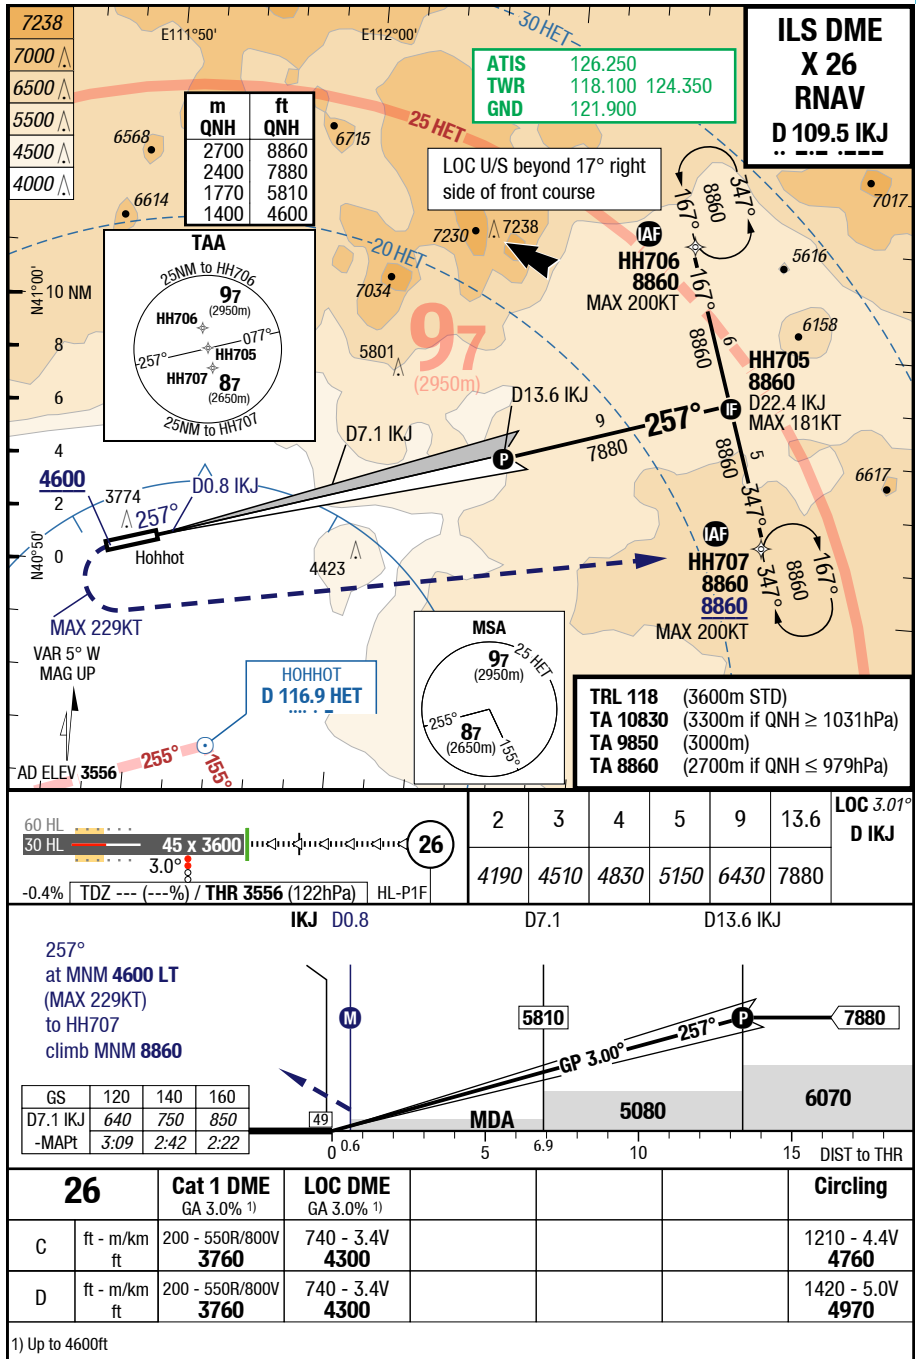 7238
7000
6500
5500
4500
4000
E111°50'
E112°00'
30 HET
ATIS 126.250
TWR 118.100 124.350
GND 121.900
ILS DME
X 26
RNAV
D 109.5 IKJ
m ft
QNH QNH
2700 8860
2400 7880
1770 5810
1400 4600
6568
6715
25 HET
LOC U/S beyond 17° right
side of front course
6614
7230
7238
7017
5616
6158
6617
167°
8860
347°
IAF
HH706
8860
MAX 200KT
167°
6
8860
HH705
8860
D22.4 IKJ
MAX 181KT
IF
TAA
25NM to HH706
97
(2950m)
HH706
077°
HH705
257°
HH707
87
(2650m)
25NM to HH707
20 HET
7034
97
(2950m)
5801
N41°00'
10 NM
8
6
4
2
0
N40°50'
D13.6 IKJ
D7.1 IKJ
P
9
257°
7880
5
8860
347°
4600
3774
257°
D0.8 IKJ
Hohhot
4423
MAX 229KT
IAF
HH707
8860
8860
MAX 200KT
347°
8860
167°
VAR 5° W
MAG UP
HOHHOT
D 116.9 HET
AD ELEV 3556
255°
155°
MSA
25 HET
97
(2950m)
255°
87
(2650m)
155°
TRL 118 (3600m STD)
TA 10830 (3300m if QNH ≥ 1031hPa)
TA 9850 (3000m)
TA 8860 (2700m if QNH ≤ 979hPa)
60 HL
30 HL
45 x 3600
26
3.0°
-0.4%
TDZ --- (---%) / THR 3556 (122hPa)
HL-P1F
2 3 4 5 9 13.6 LOC 3.01°
D IKJ
4190 4510 4830 5150 6430 7880
IKJ D0.8 D7.1 D13.6 IKJ
257°
at MNM 4600 LT
(MAX 229KT)
to HH707
climb MNM 8860
M
5810
257°
P
7880
GP 3.00°
49
MDA
5080
6070
0 0.6 5 6.9 10 15 DIST to THR
GS 120 140 160
D7.1 IKJ 640 750 850
-MAPt 3:09 2:42 2:22
26 Cat 1 DME LOC DME Circling
GA 3.0% 1) GA 3.0% 1)
C ft - m/km 200 - 550R/800V 740 - 3.4V 1210 - 4.4V
ft 3760 4300 4760
D ft - m/km 200 - 550R/800V 740 - 3.4V 1420 - 5.0V
ft 3760 4300 4970
1) Up to 4600ft